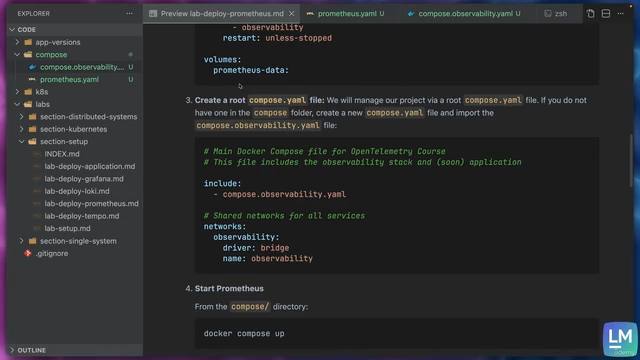 EXPLORER ...
Preview lab-deploy-prometheus.md
prometheus.yaml U
compose.observability.yaml U
zsh
CODE
app-versions
compose
compose.observability.... U
prometheus.yaml U
k8s
labs
section-distributed-systems
section-kubernetes
section-setup
INDEX.md
lab-deploy-application.md
lab-deploy-grafana.md
lab-deploy-loki.md
lab-deploy-prometheus.md
lab-deploy-tempo.md
lab-setup.md
section-single-system
.gitignore
OUTLINE
- observability
restart: unless-stopped
volumes:
prometheus-data:
3. Create a root compose.yaml file: We will manage our project via a root compose.yaml file. If you do not
have one in the compose folder, create a new compose.yaml file and import the
compose.observability.yaml file:
# Main Docker Compose file for OpenTelemetry Course
# This file includes the observability stack and (soon) application
include:
- compose.observability.yaml
# Shared networks for all services
networks:
observability:
driver: bridge
name: observability
4. Start Prometheus
From the compose/ directory:
docker compose up
LM